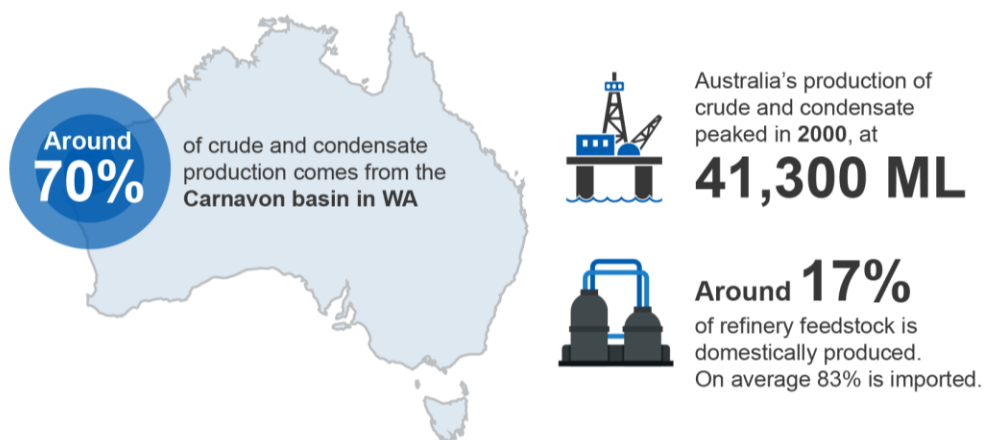 Around
70%
of crude and condensate
production comes from the
Carnavon basin in WA
Australia's production of
crude and condensate
peaked in 2000, at
41,300 ML
Around 17%
of refinery feedstock is
domestically produced.
On average 83% is imported.